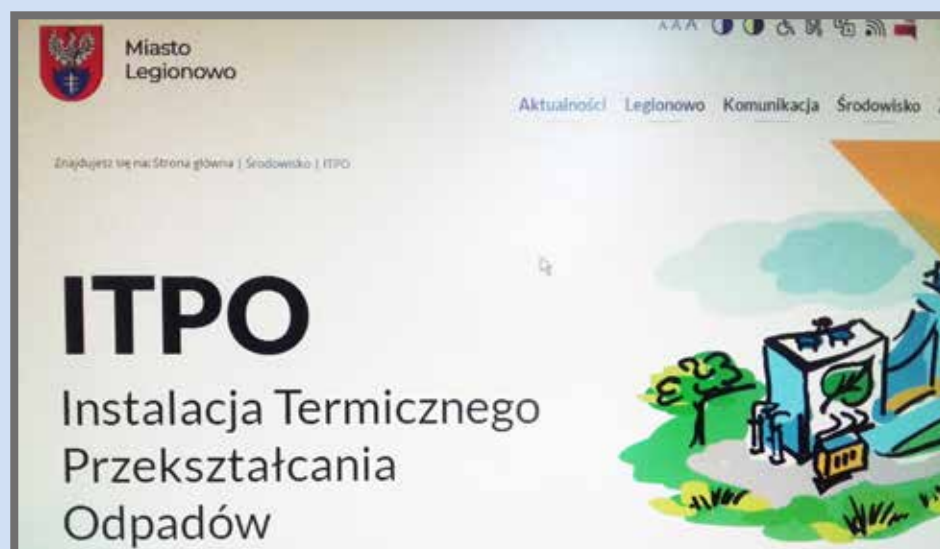 Miasto
Legionowo
A A A
Aktualności Legionowo Komunikacja Środowisko
Znajdujesz się na: Strona główna | Środowisko | ITPO
ITPO
Instalacja Termicznego
Przekształcania
Odpadów